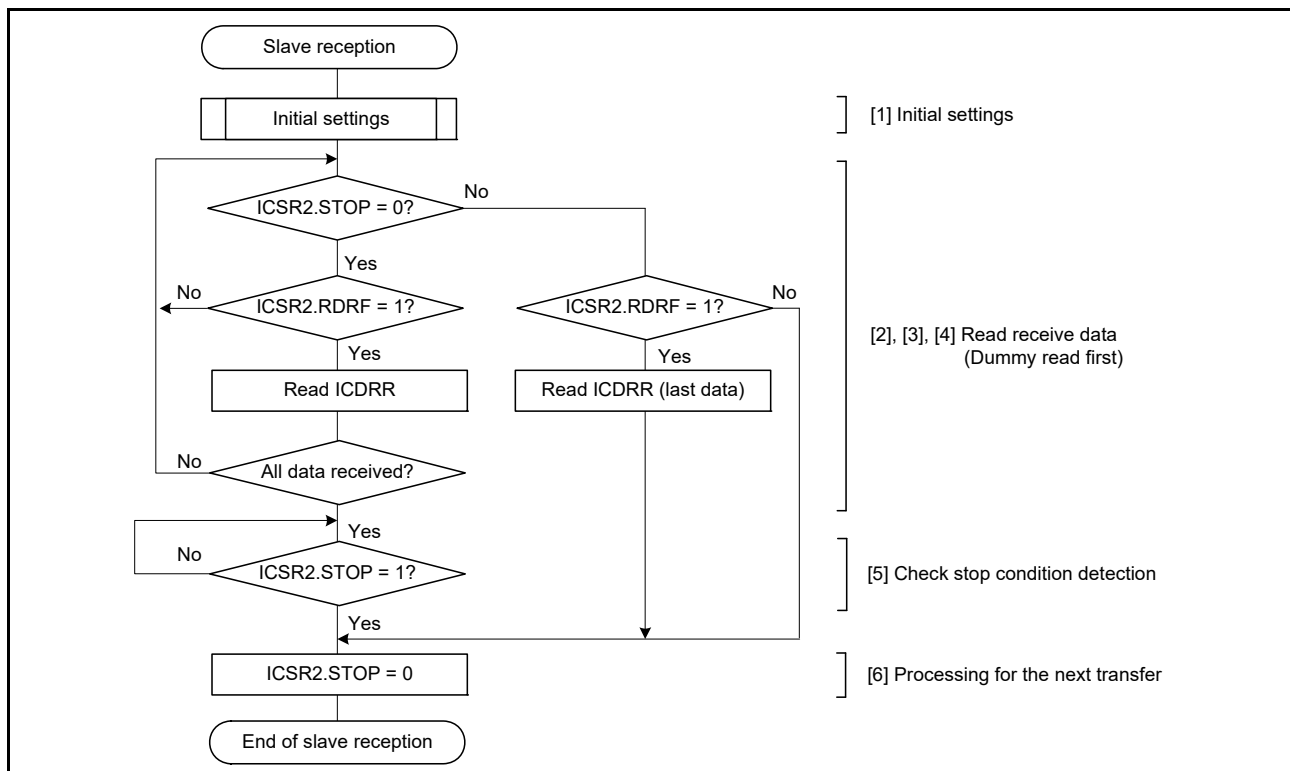 Slave reception
Initial settings
[1] Initial settings
No
ICSR2.STOP = 0?
Yes
No
ICSR2.RDRF = 1?
Yes
Read ICDRR
No
All data received?
Yes
ICSR2.RDRF = 1?
No
Yes
Read ICDRR (last data)
[2], [3], [4] Read receive data
(Dummy read first)
No
ICSR2.STOP = 1?
Yes
[5] Check stop condition detection
ICSR2.STOP = 0
[6] Processing for the next transfer
End of slave reception